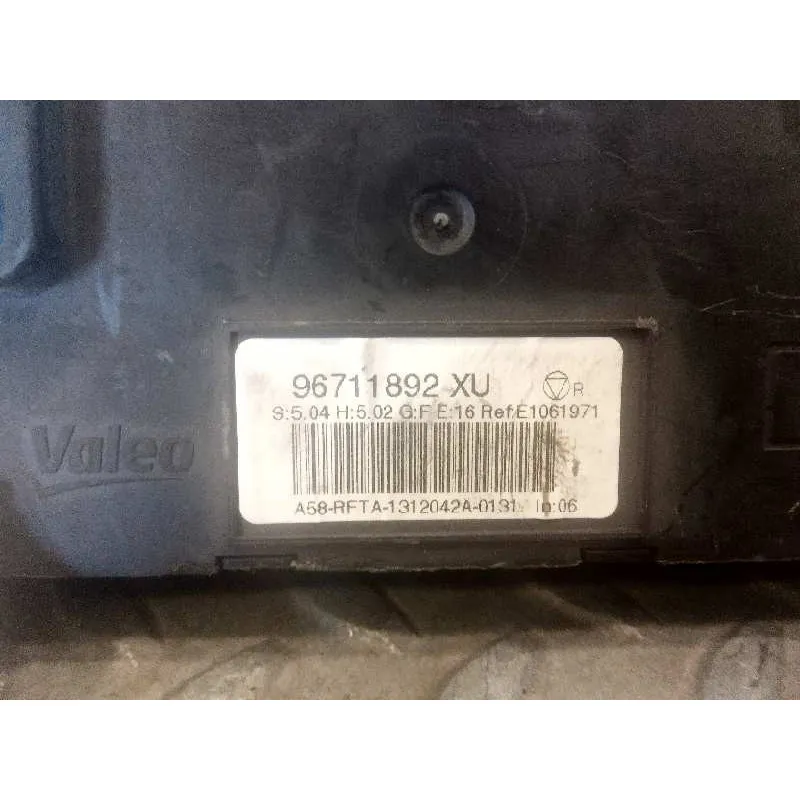 96711892 XU
R
S:5.04 H:5.02 G:F E:16 Ref:E1061971
Valeo
A58-RFTA-1312042A-0131 In:06